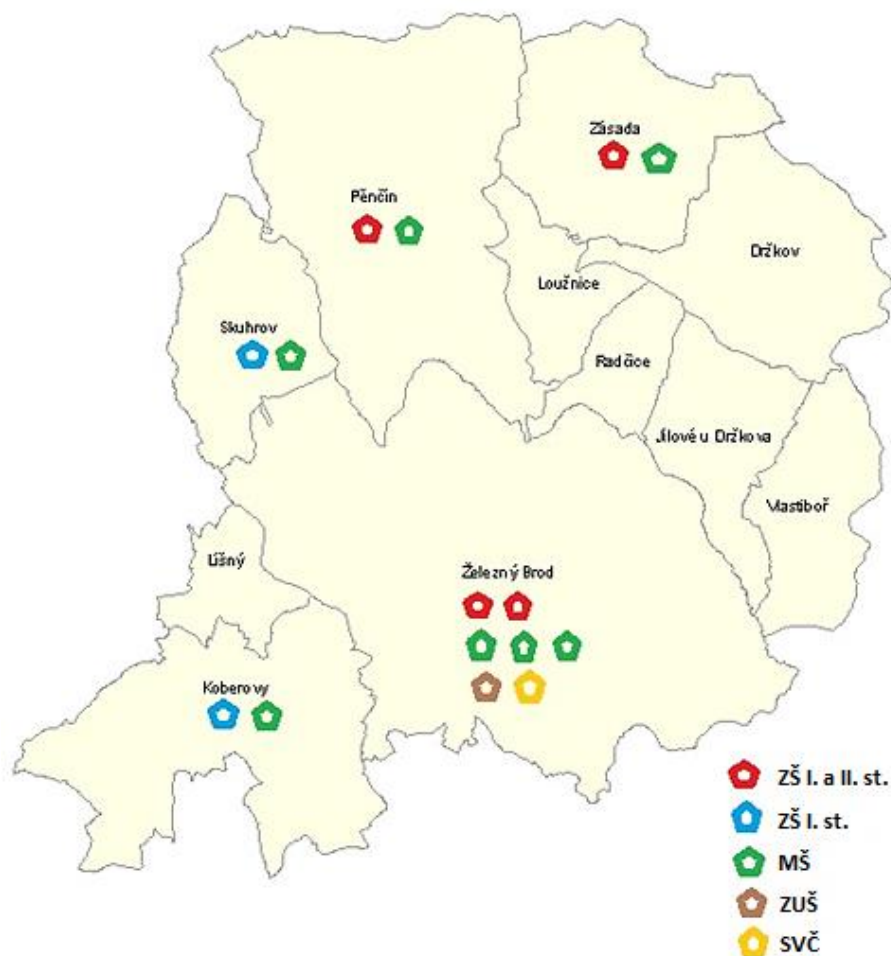 Zásada
Pěnčín
Držkov
Loužnice
Skuhrov
Radčice
Jílové u Držkova
Vlastiboř
Líšný
Železný Brod
Koberovy
ZŠ I. a II. st.
ZŠ I. st.
MŠ
ZUŠ
SVČ